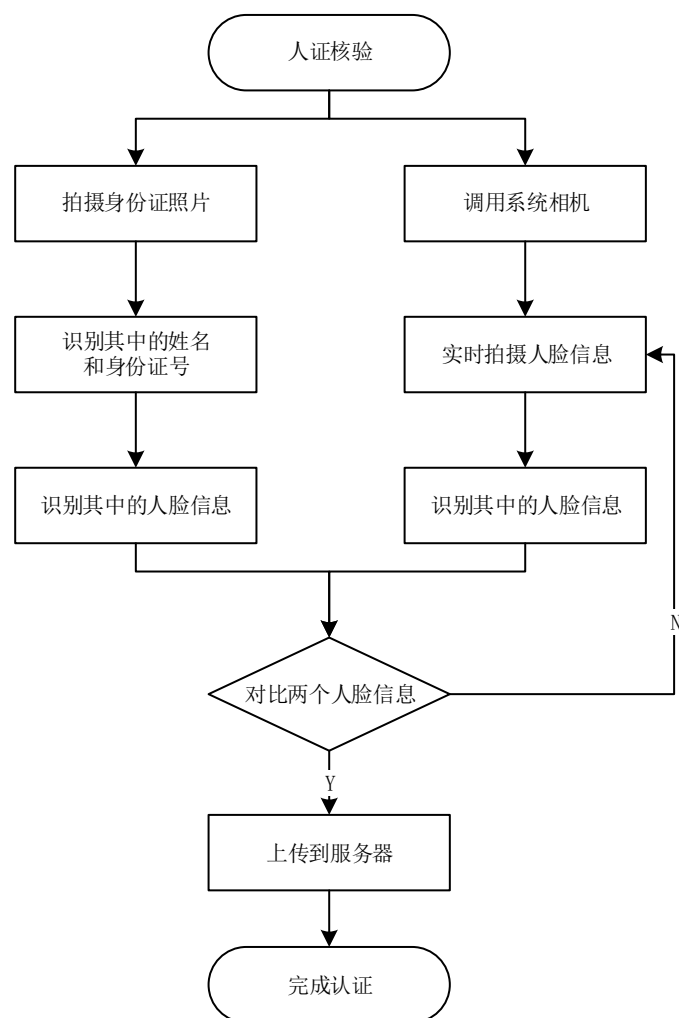 人证核验
拍摄身份证照片
调用系统相机
识别其中的姓名
和身份证号
实时拍摄人脸信息
识别其中的人脸信息
识别其中的人脸信息
N
对比两个人脸信息
Y
上传到服务器
完成认证